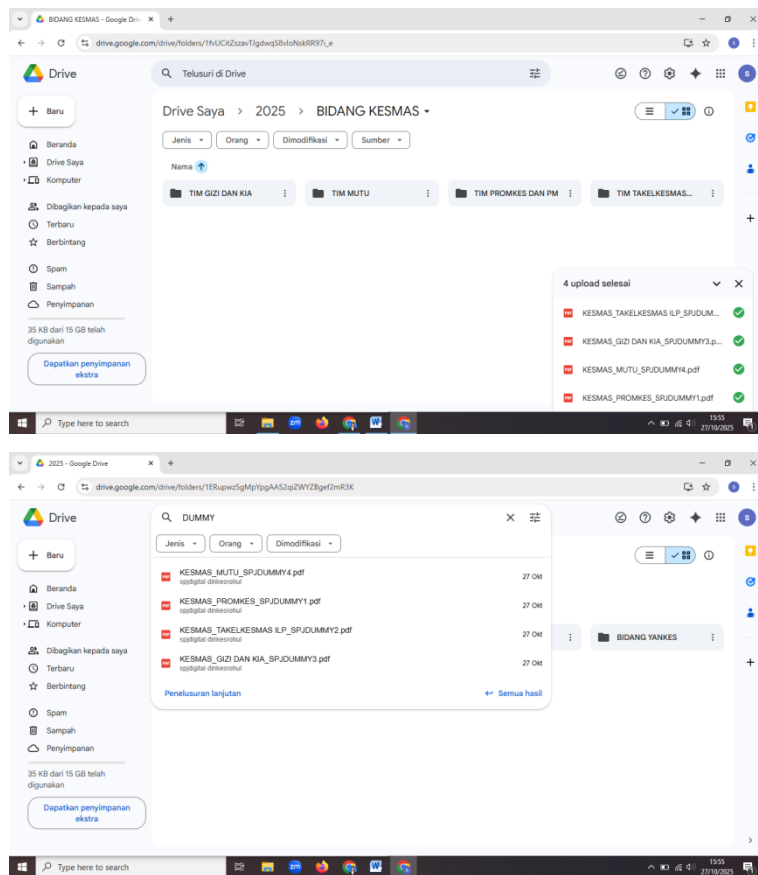 BIDANG KESMAS - Google Driv
drive.google.com/drive/folders/1fvUCitZszavTJgdwqS8vIoNskRR97i_e
Drive
Telusuri di Drive
Baru
Drive Saya > 2025 > BIDANG KESMAS
Jenis Orang Dimodifikasi Sumber
Beranda
Drive Saya
Komputer
Nama
TIM GIZI DAN KIA TIM MUTU TIM PROMKES DAN PM TIM TAKELKESMAS...
Dibagikan kepada saya
Terbaru
Berbintang
Spam
Sampah
Penyimpanan
35 KB dari 15 GB telah
digunakan
Dapatkan penyimpanan
ekstra
4 upload selesai
KESMAS_TAKELKESMAS ILP_SPJDUM...
KESMAS_GIZI DAN KIA_SPJDUMMY3.p...
KESMAS_MUTU_SPJDUMMY4.pdf
KESMAS_PROMKES_SPJDUMMY1.pdf
Type here to search
15:55
27/10/2025
2025 - Google Drive
drive.google.com/drive/folders/1ERupwz5gMpYpgAA52qiZWYZBgef2mR3K
Drive
DUMMY
Baru
Jenis Orang Dimodifikasi
Beranda
Drive Saya
Komputer
Dibagikan kepada saya
Terbaru
Berbintang
Spam
Sampah
Penyimpanan
35 KB dari 15 GB telah
digunakan
Dapatkan penyimpanan
ekstra
KESMAS_MUTU_SPJDUMMY4.pdf
spjdigital dinkesrohul
27 Okt
KESMAS_PROMKES_SPJDUMMY1.pdf
spjdigital dinkesrohul
27 Okt
KESMAS_TAKELKESMAS ILP_SPJDUMMY2.pdf
spjdigital dinkesrohul
27 Okt
KESMAS_GIZI DAN KIA_SPJDUMMY3.pdf
spjdigital dinkesrohul
27 Okt
Penelusuran lanjutan
Semua hasil
BIDANG YANKES
Type here to search
15:55
27/10/2025